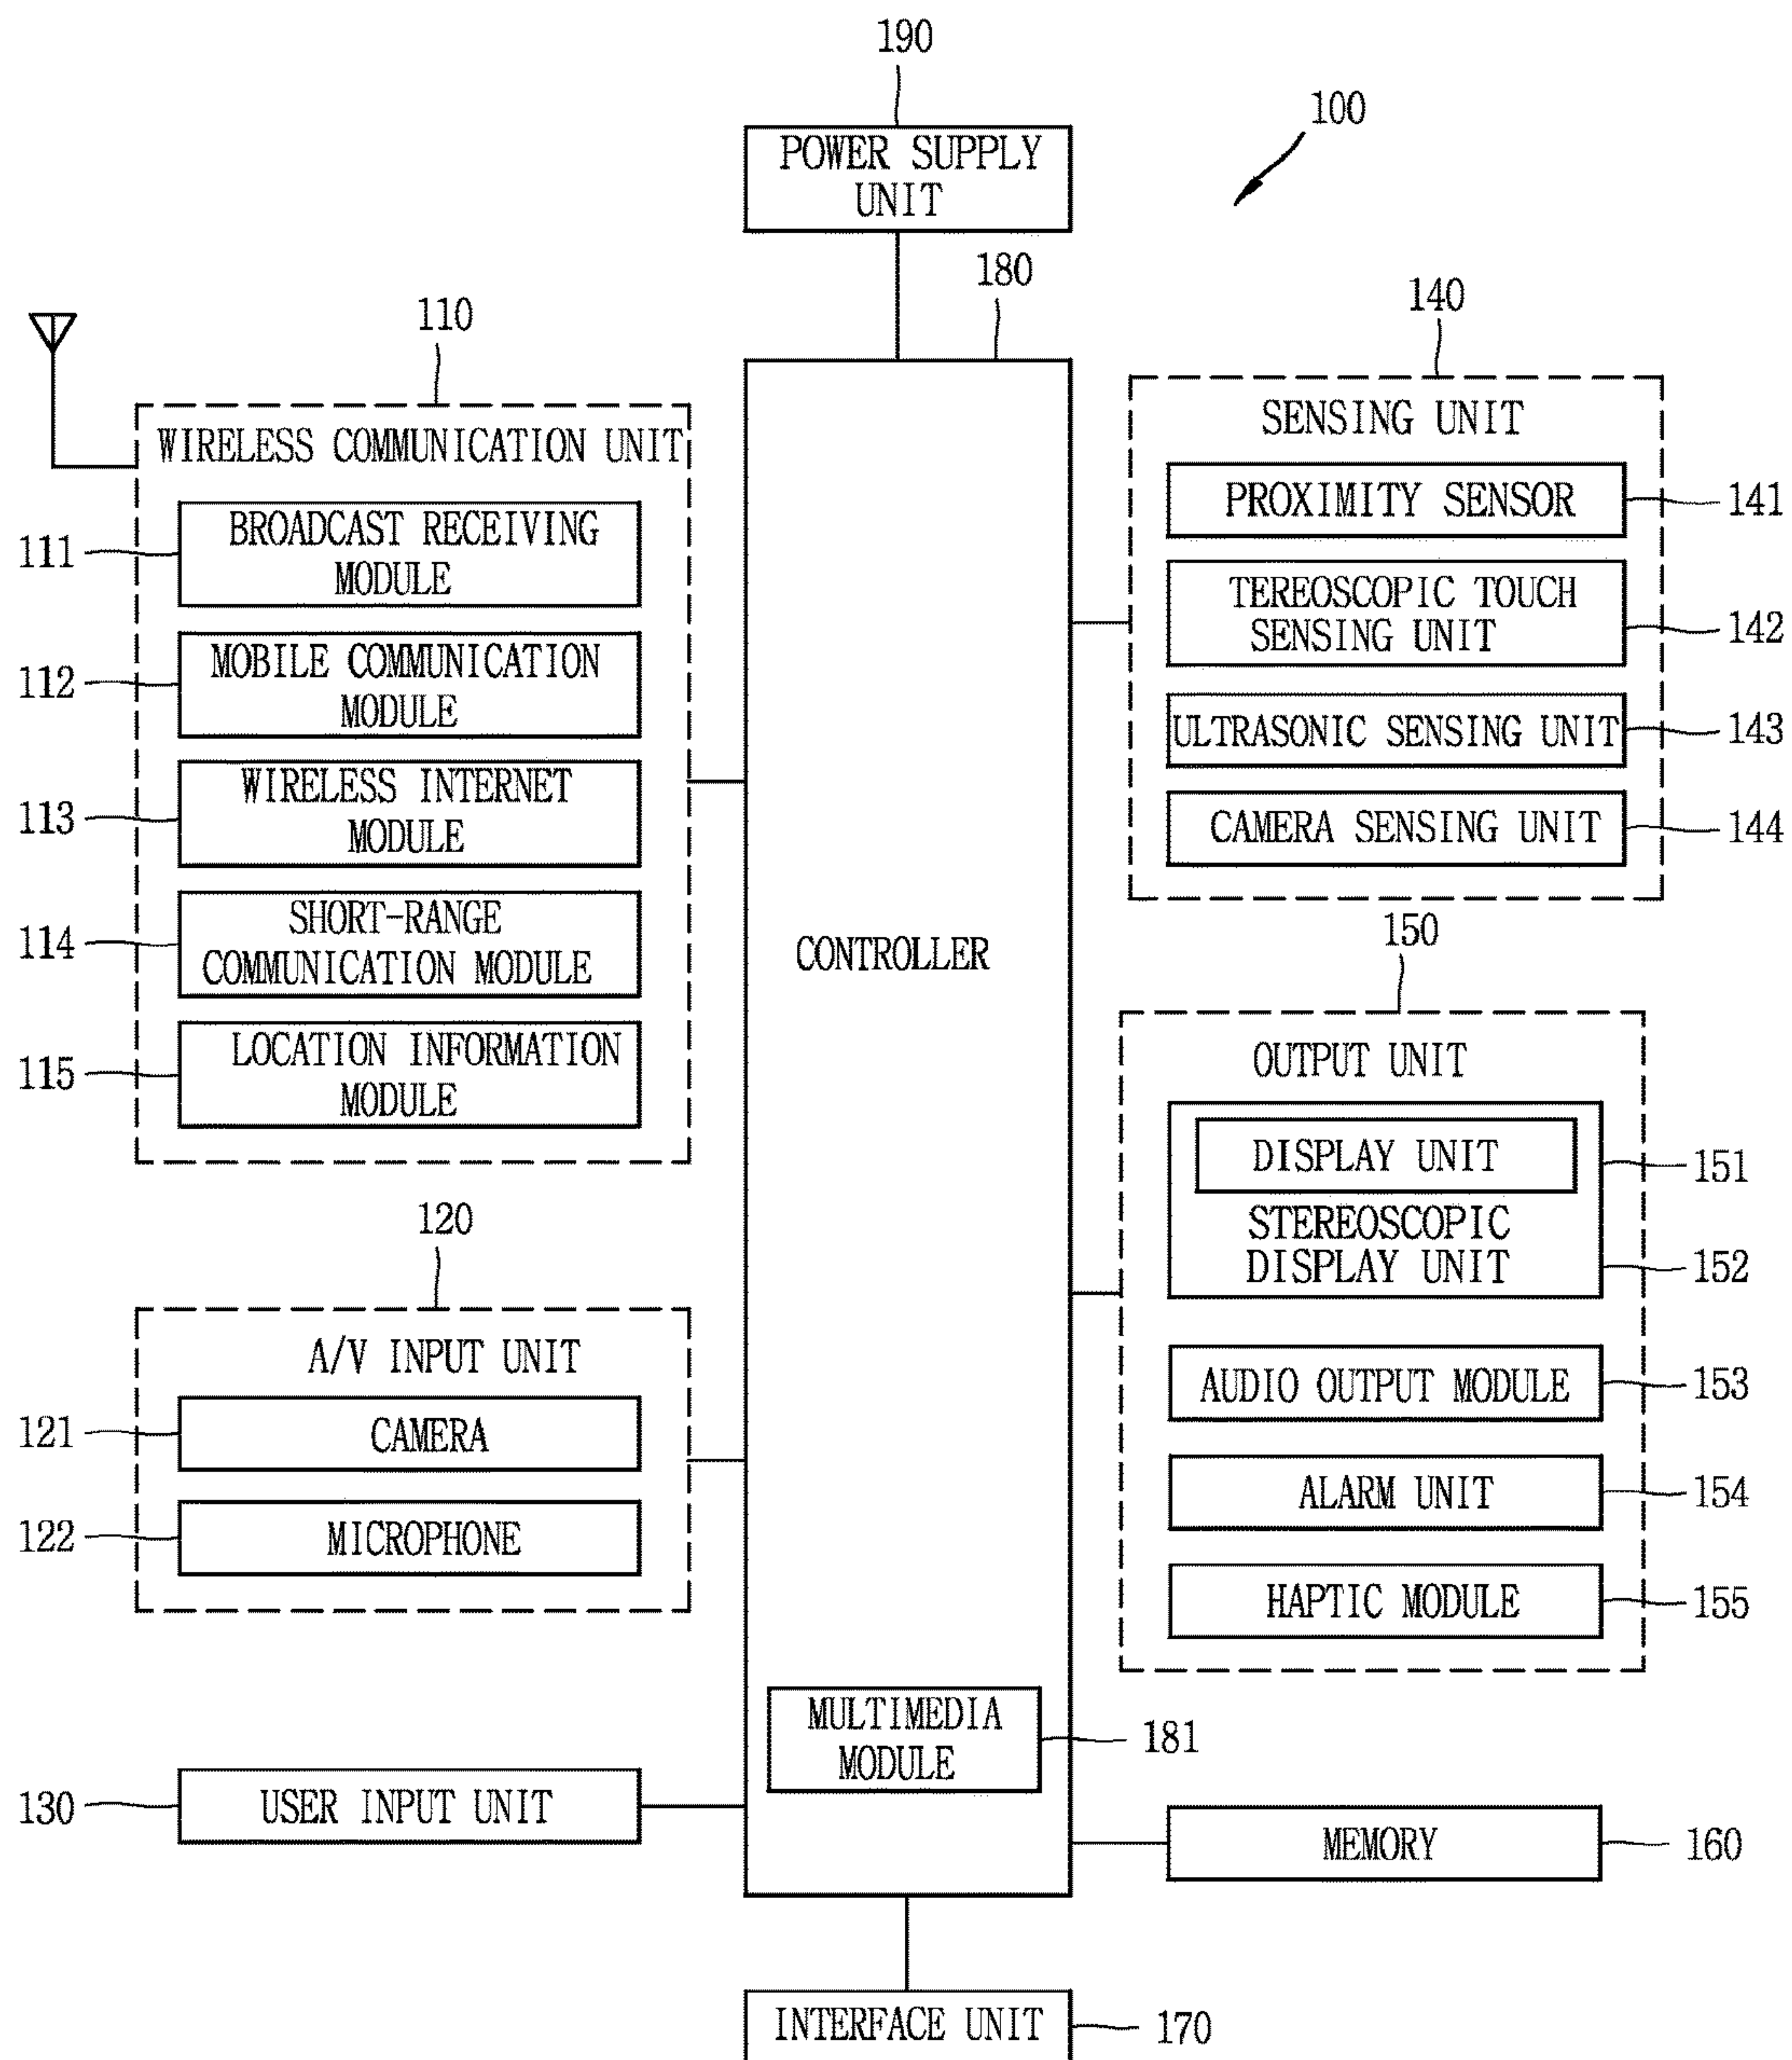 190
100
POWER SUPPLY
UNIT
180
110
WIRELESS COMMUNICATION UNIT
111
BROADCAST RECEIVING
MODULE
112
MOBILE COMMUNICATION
MODULE
113
WIRELESS INTERNET
MODULE
114
SHORT-RANGE
COMMUNICATION MODULE
115
LOCATION INFORMATION
MODULE
120
A/V INPUT UNIT
121
CAMERA
122
MICROPHONE
130
USER INPUT UNIT
CONTROLLER
MULTIMEDIA
MODULE
181
140
SENSING UNIT
PROXIMITY SENSOR
141
TEREOSCOPIC TOUCH
SENSING UNIT
142
ULTRASONIC SENSING UNIT
143
CAMERA SENSING UNIT
144
150
OUTPUT UNIT
DISPLAY UNIT
151
STEREOSCOPIC
DISPLAY UNIT
152
AUDIO OUTPUT MODULE
153
ALARM UNIT
154
HAPTIC MODULE
155
MEMORY
160
INTERFACE UNIT
170